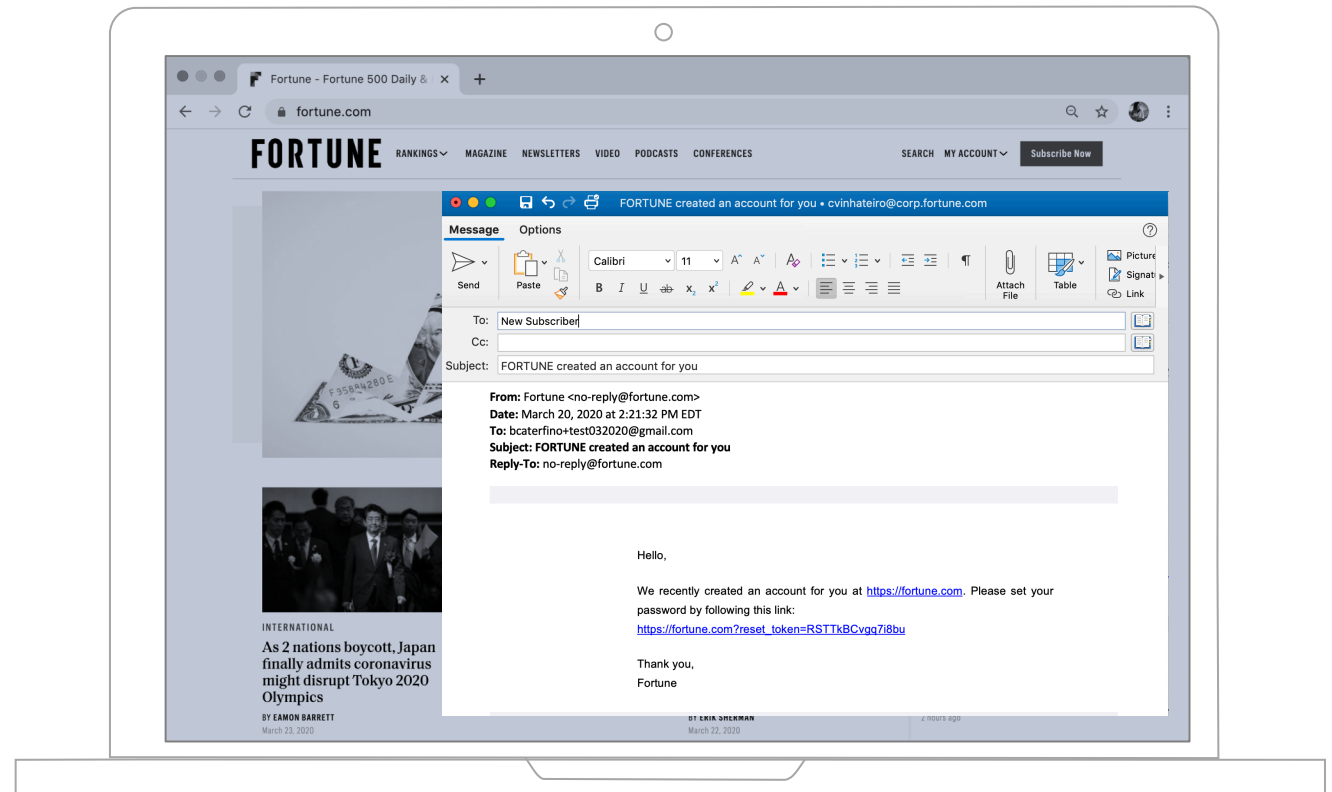 Fortune - Fortune 500 Daily &
fortune.com
FORTUNE RANKINGS MAGAZINE NEWSLETTERS VIDEO PODCASTS CONFERENCES SEARCH MY ACCOUNT Subscribe Now
FORTUNE created an account for you • cvinhateiro@corp.fortune.com
Message Options
Calibri 11
Send Paste
B I U ab x₂ x² A
Attach File
Table
Picture
Signat
Link
To: New Subscriber
Cc:
Subject: FORTUNE created an account for you
From: Fortune <no-reply@fortune.com>
Date: March 20, 2020 at 2:21:32 PM EDT
To: bcaterfino+test032020@gmail.com
Subject: FORTUNE created an account for you
Reply-To: no-reply@fortune.com
Hello,
We recently created an account for you at https://fortune.com. Please set your
password by following this link:
https://fortune.com?reset_token=RSTTkBCvgq7i8bu
Thank you,
Fortune
INTERNATIONAL
As 2 nations boycott, Japan
finally admits coronavirus
might disrupt Tokyo 2020
Olympics
BY EAMON BARRETT
March 23, 2020
BY ERIK SHERMAN
March 22, 2020
2 hours ago